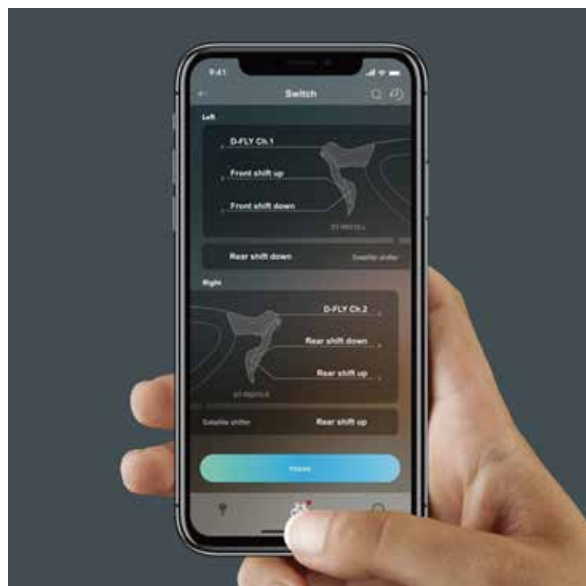 9:41
Switch
Left
D-FLY Ch.1
Front shift up
Front shift down
Rear shift down
Satellite shifter
Right
D-FLY Ch.2
Rear shift down
Rear shift up
Satellite shifter
Rear shift up